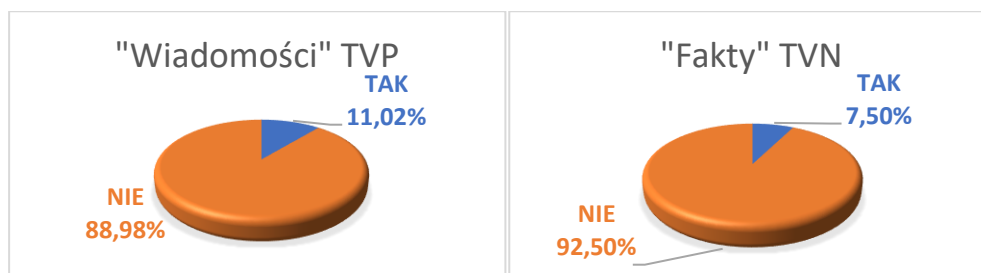 "Wiadomości" TVP
TAK
11,02%
NIE
88,98%
"Fakty" TVN
TAK
7,50%
NIE
92,50%